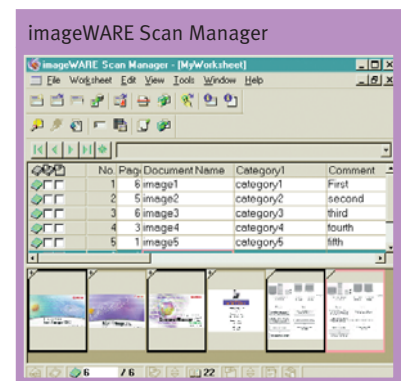 imageWARE Scan Manager
imageWARE Scan Manager - [MyWorksheet]
File Worksheet Edit View Tools Window Help
No. Page Document Name Category1 Comment
1 6 image1 category1 First
2 5 image2 category2 second
3 6 image3 category3 third
4 3 image4 category4 fourth
5 1 image5 category5 fifth
6 / 6 22